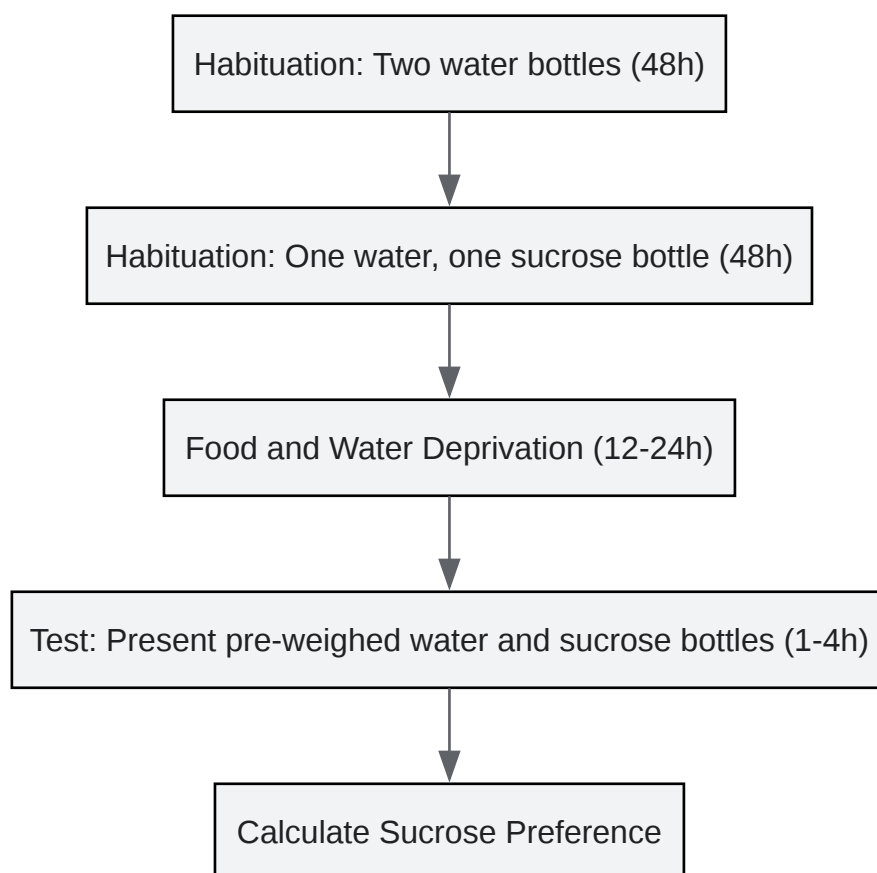 Habituation: Two water bottles (48h)
Habituation: One water, one sucrose bottle (48h)
Food and Water Deprivation (12-24h)
Test: Present pre-weighed water and sucrose bottles (1-4h)
Calculate Sucrose Preference